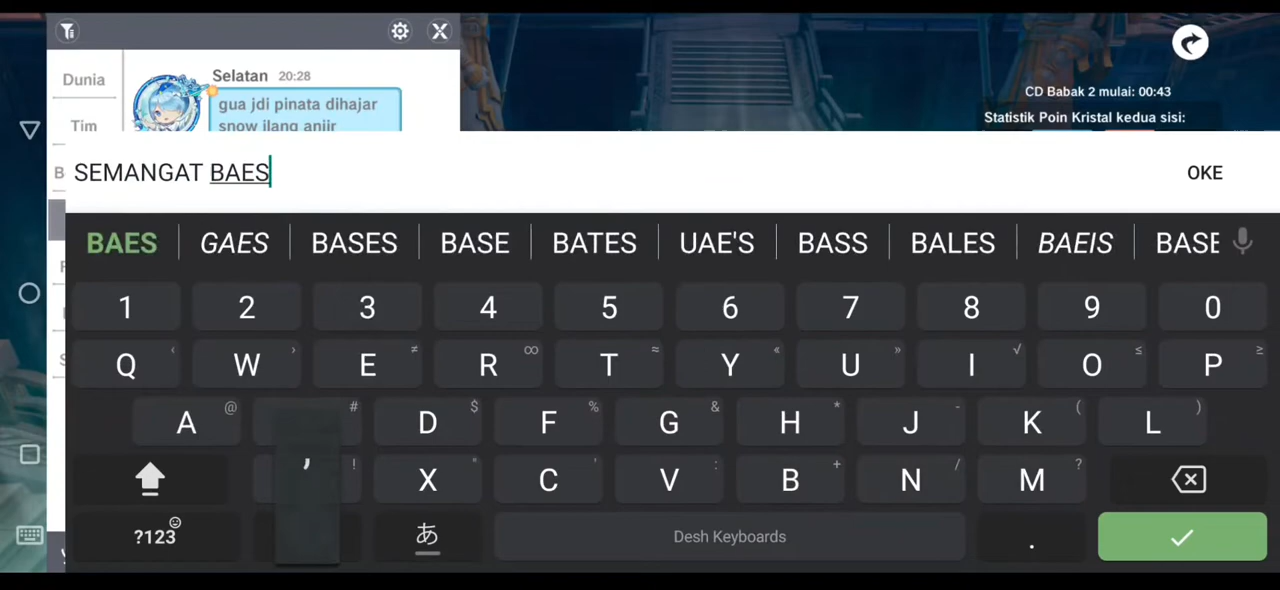 Dunia
Selatan 20:28
gua jdi pinata dihajar
snow ilang anjir
Tim
CD Babak 2 mulai: 00:43
Statistik Poin Kristal kedua sisi:
SEMANGAT BAES
OKE
BAES GAES BASES BASE BATES UAE'S BASS BALES BAEIS BASE
1 2 3 4 5 6 7 8 9 0
Q ‹ W › E ≠ R ∞ T ≈ Y « U » I √ O ≤ P ≥
A @ # D $ F % G & H * J - K ( L )
! X " C ' V : B + N / M ?
?123 , あ Desh Keyboards .